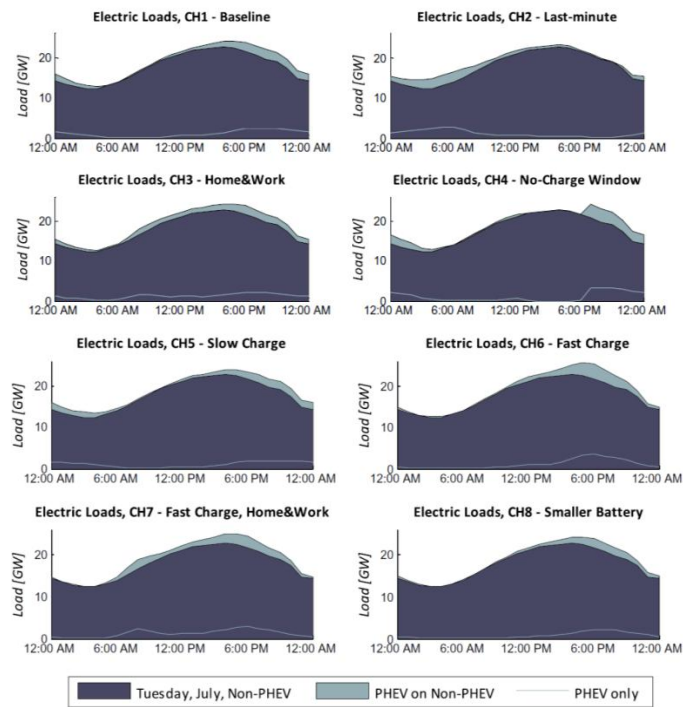 Electric Loads, CH1 - Baseline
Load [GW]
20
10
0
12:00 AM 6:00 AM 12:00 PM 6:00 PM 12:00 AM
Electric Loads, CH2 - Last-minute
Load [GW]
20
10
0
12:00 AM 6:00 AM 12:00 PM 6:00 PM 12:00 AM
Electric Loads, CH3 - Home&Work
Load [GW]
20
10
0
12:00 AM 6:00 AM 12:00 PM 6:00 PM 12:00 AM
Electric Loads, CH4 - No-Charge Window
Load [GW]
20
10
0
12:00 AM 6:00 AM 12:00 PM 6:00 PM 12:00 AM
Electric Loads, CH5 - Slow Charge
Load [GW]
20
10
0
12:00 AM 6:00 AM 12:00 PM 6:00 PM 12:00 AM
Electric Loads, CH6 - Fast Charge
Load [GW]
20
10
0
12:00 AM 6:00 AM 12:00 PM 6:00 PM 12:00 AM
Electric Loads, CH7 - Fast Charge, Home&Work
Load [GW]
20
10
0
12:00 AM 6:00 AM 12:00 PM 6:00 PM 12:00 AM
Electric Loads, CH8 - Smaller Battery
Load [GW]
20
10
0
12:00 AM 6:00 AM 12:00 PM 6:00 PM 12:00 AM
Tuesday, July, Non-PHEV PHEV on Non-PHEV PHEV only